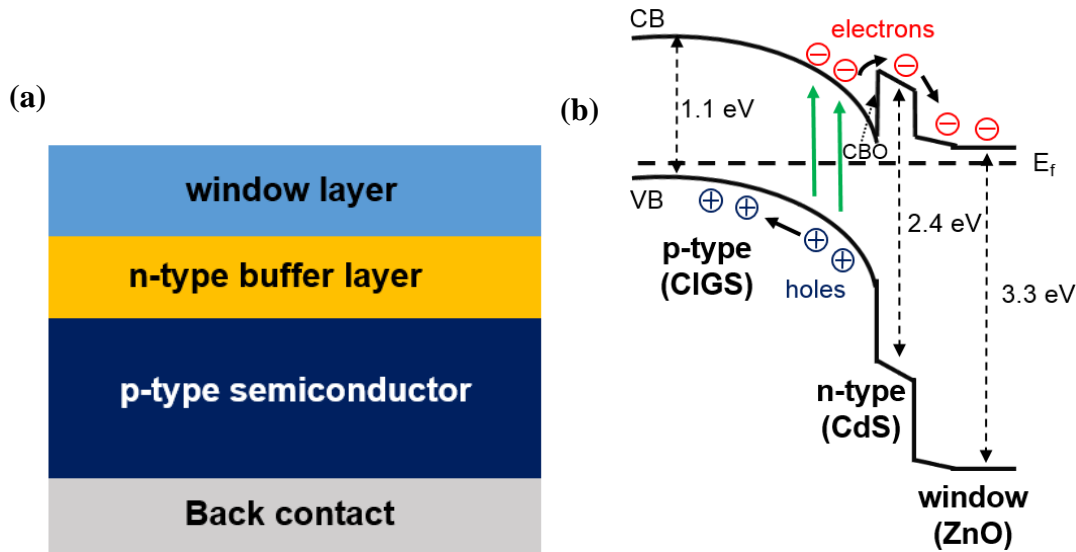 (a)
window layer
n-type buffer layer
p-type semiconductor
Back contact
(b)
CB
electrons
1.1 eV
CBO
E_f
VB
2.4 eV
p-type
(CIGS)
holes
3.3 eV
n-type
(CdS)
window
(ZnO)